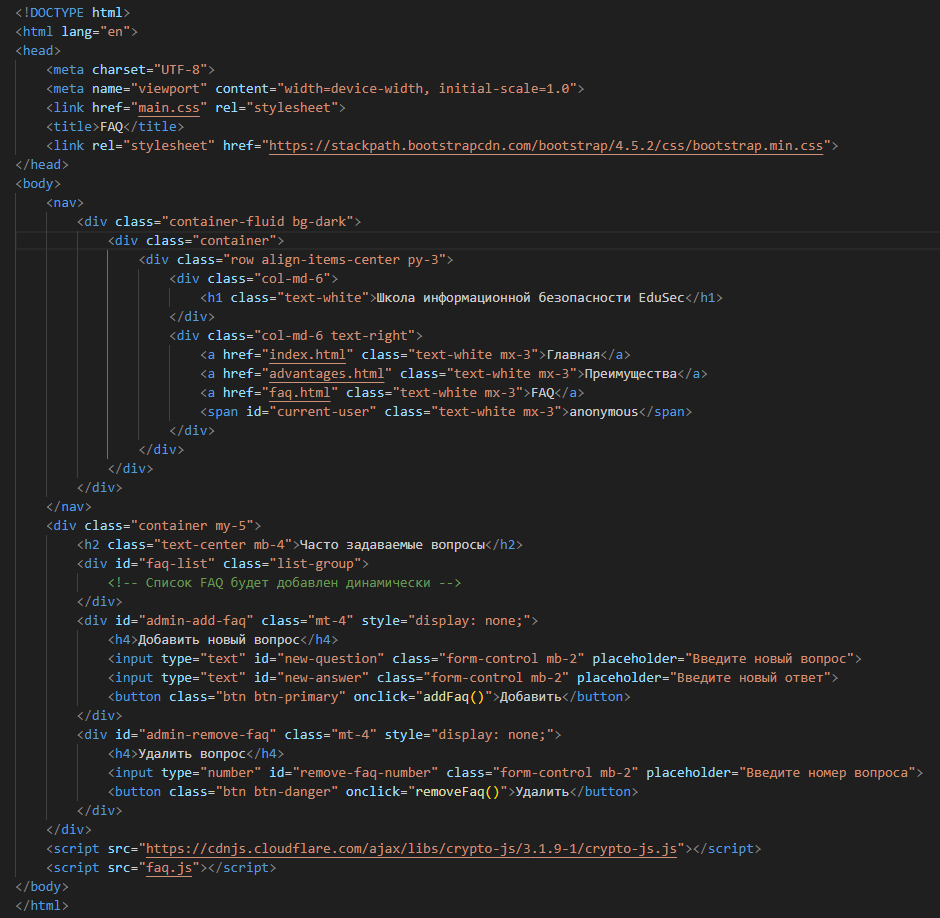 <!DOCTYPE html>
<html lang="en">
<head>
    <meta charset="UTF-8">
    <meta name="viewport" content="width=device-width, initial-scale=1.0">
    <link href="main.css" rel="stylesheet">
    <title>FAQ</title>
    <link rel="stylesheet" href="https://stackpath.bootstrapcdn.com/bootstrap/4.5.2/css/bootstrap.min.css">
</head>
<body>
    <nav>
        <div class="container-fluid bg-dark">
            <div class="container">
                <div class="row align-items-center py-3">
                    <div class="col-md-6">
                        <h1 class="text-white">Школа информационной безопасности EduSec</h1>
                    </div>
                    <div class="col-md-6 text-right">
                        <a href="index.html" class="text-white mx-3">Главная</a>
                        <a href="advantages.html" class="text-white mx-3">Преимущества</a>
                        <a href="faq.html" class="text-white mx-3">FAQ</a>
                        <span id="current-user" class="text-white mx-3">anonymous</span>
                    </div>
                </div>
            </div>
        </div>
    </nav>
    <div class="container my-5">
        <h2 class="text-center mb-4">Часто задаваемые вопросы</h2>
        <div id="faq-list" class="list-group">
            <!-- Список FAQ будет добавлен динамически -->
        </div>
        <div id="admin-add-faq" class="mt-4" style="display: none;">
            <h4>Добавить новый вопрос</h4>
            <input type="text" id="new-question" class="form-control mb-2" placeholder="Введите новый вопрос">
            <input type="text" id="new-answer" class="form-control mb-2" placeholder="Введите новый ответ">
            <button class="btn btn-primary" onclick="addFaq()">Добавить</button>
        </div>
        <div id="admin-remove-faq" class="mt-4" style="display: none;">
            <h4>Удалить вопрос</h4>
            <input type="number" id="remove-faq-number" class="form-control mb-2" placeholder="Введите номер вопроса">
            <button class="btn btn-danger" onclick="removeFaq()">Удалить</button>
        </div>
    </div>
    <script src="https://cdnjs.cloudflare.com/ajax/libs/crypto-js/3.1.9-1/crypto-js.js"></script>
    <script src="faq.js"></script>
</body>
</html>